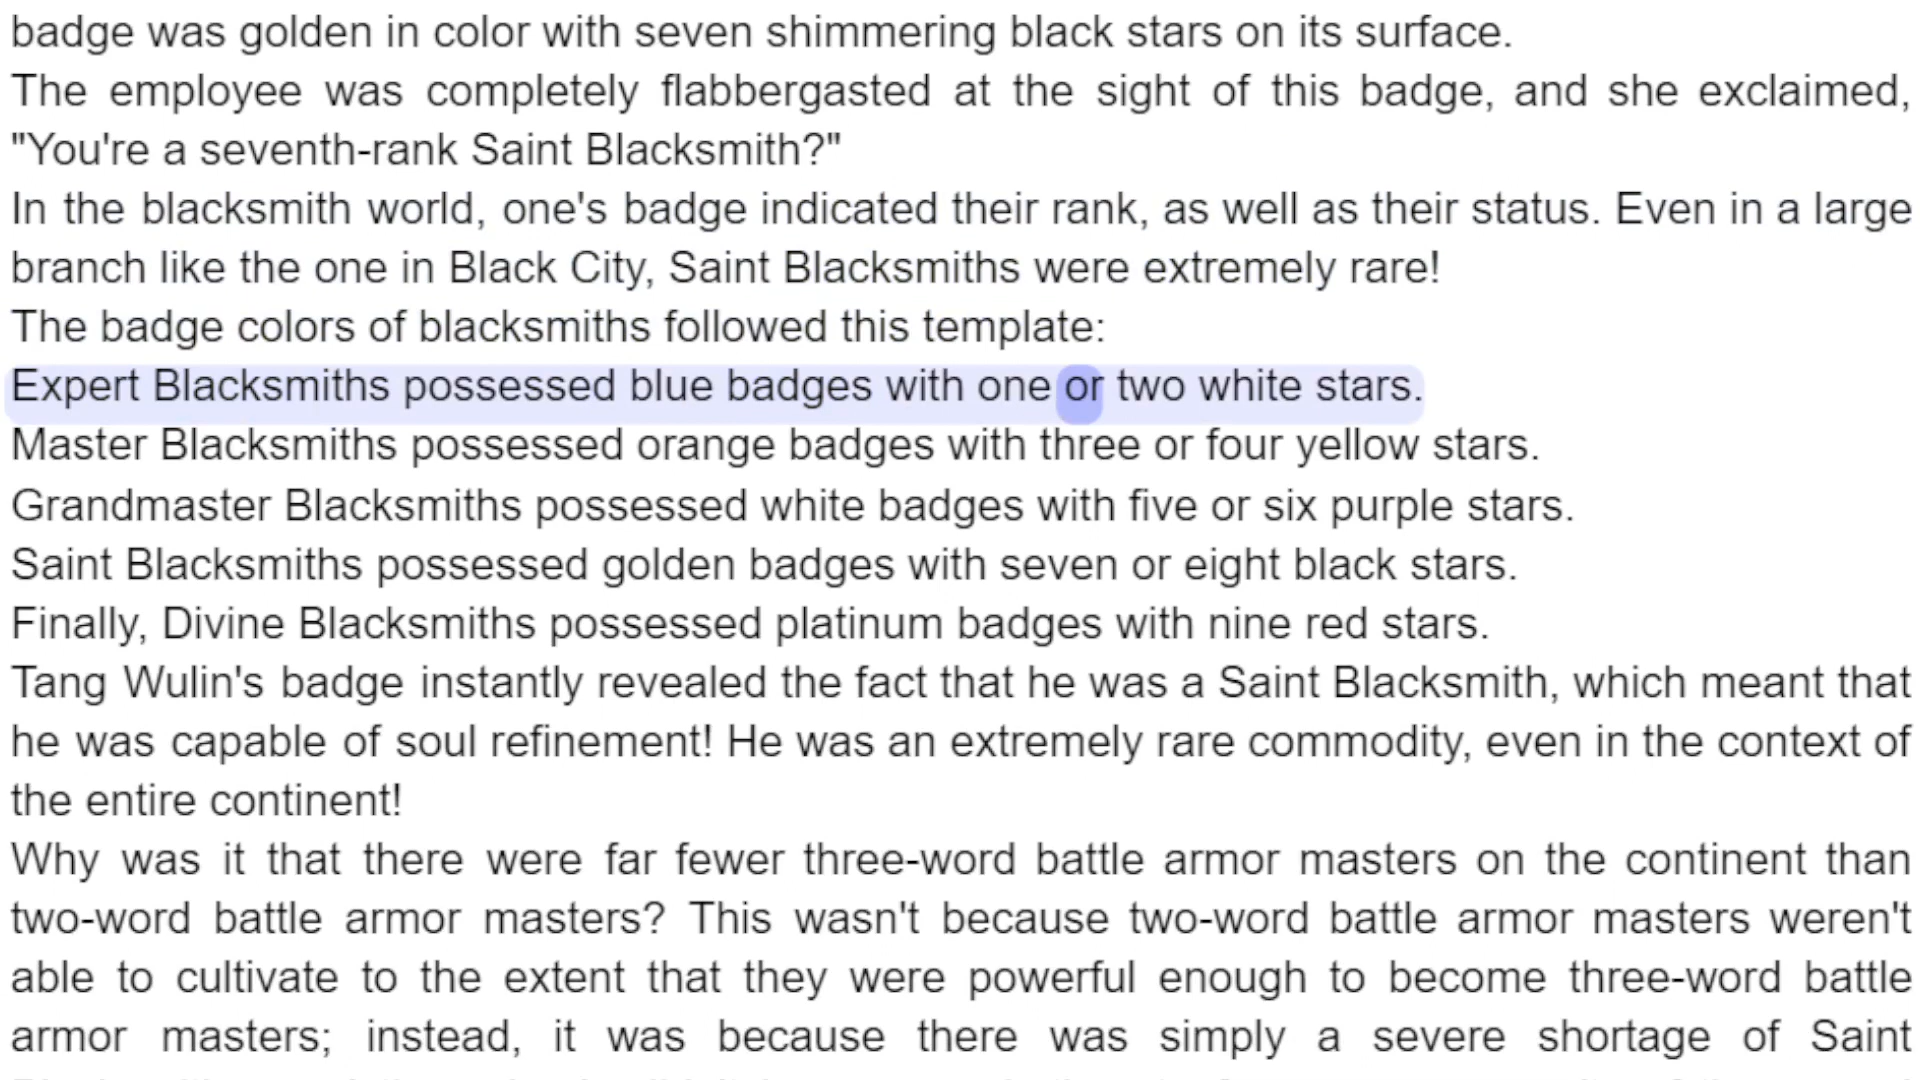 badge was golden in color with seven shimmering black stars on its surface.
The employee was completely flabbergasted at the sight of this badge, and she exclaimed,
"You're a seventh-rank Saint Blacksmith?"
In the blacksmith world, one's badge indicated their rank, as well as their status. Even in a large
branch like the one in Black City, Saint Blacksmiths were extremely rare!
The badge colors of blacksmiths followed this template:
Expert Blacksmiths possessed blue badges with one or two white stars.
Master Blacksmiths possessed orange badges with three or four yellow stars.
Grandmaster Blacksmiths possessed white badges with five or six purple stars.
Saint Blacksmiths possessed golden badges with seven or eight black stars.
Finally, Divine Blacksmiths possessed platinum badges with nine red stars.
Tang Wulin's badge instantly revealed the fact that he was a Saint Blacksmith, which meant that
he was capable of soul refinement! He was an extremely rare commodity, even in the context of
the entire continent!
Why was it that there were far fewer three-word battle armor masters on the continent than
two-word battle armor masters? This wasn't because two-word battle armor masters weren't
able to cultivate to the extent that they were powerful enough to become three-word battle
armor masters; instead, it was because there was simply a severe shortage of Saint